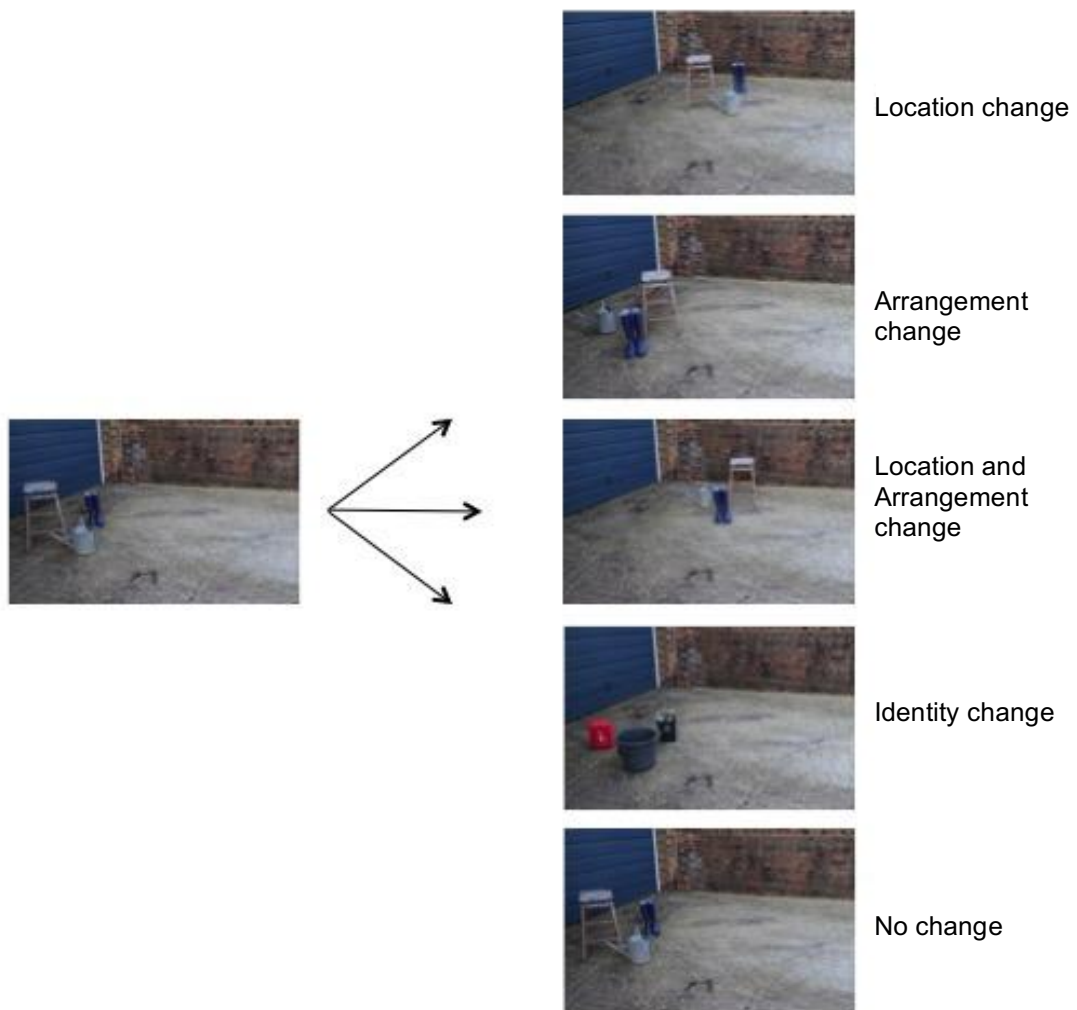 Location change
Arrangement
change
Location and
Arrangement
change
Identity change
No change